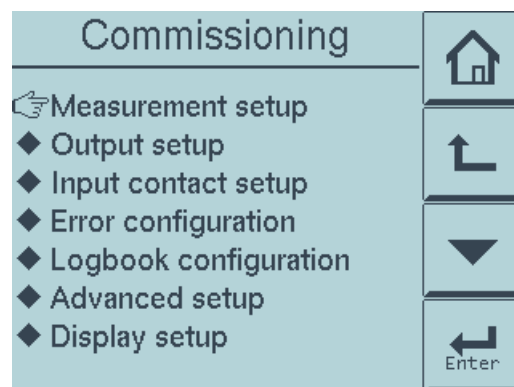 Commissioning
Measurement setup
Output setup
Input contact setup
Error configuration
Logbook configuration
Advanced setup
Display setup
Enter